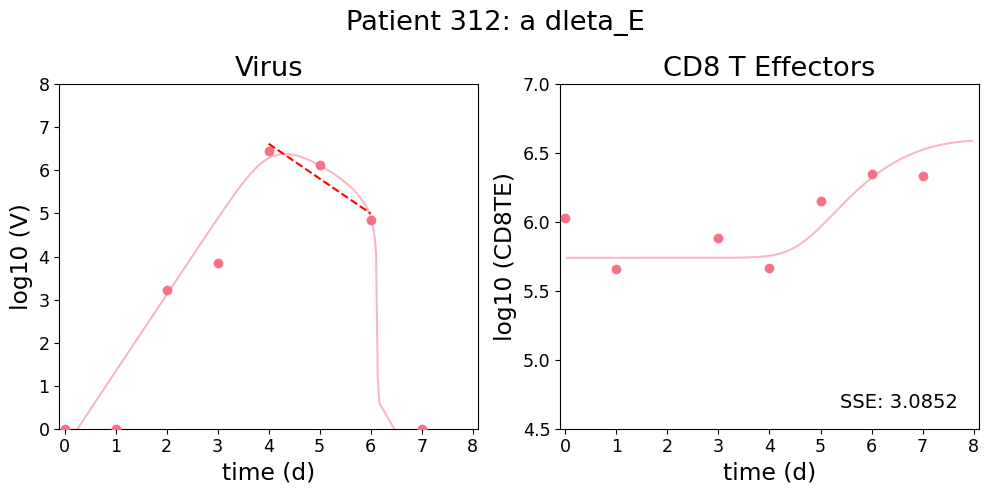 Patient 312: a dleta_E
Virus
CD8 T Effectors
log10 (V)
8
7
6
5
4
3
2
1
0
0 1 2 3 4 5 6 7 8
time (d)
log10 (CD8TE)
7.0
6.5
6.0
5.5
5.0
4.5
SSE: 3.0852
0 1 2 3 4 5 6 7 8
time (d)